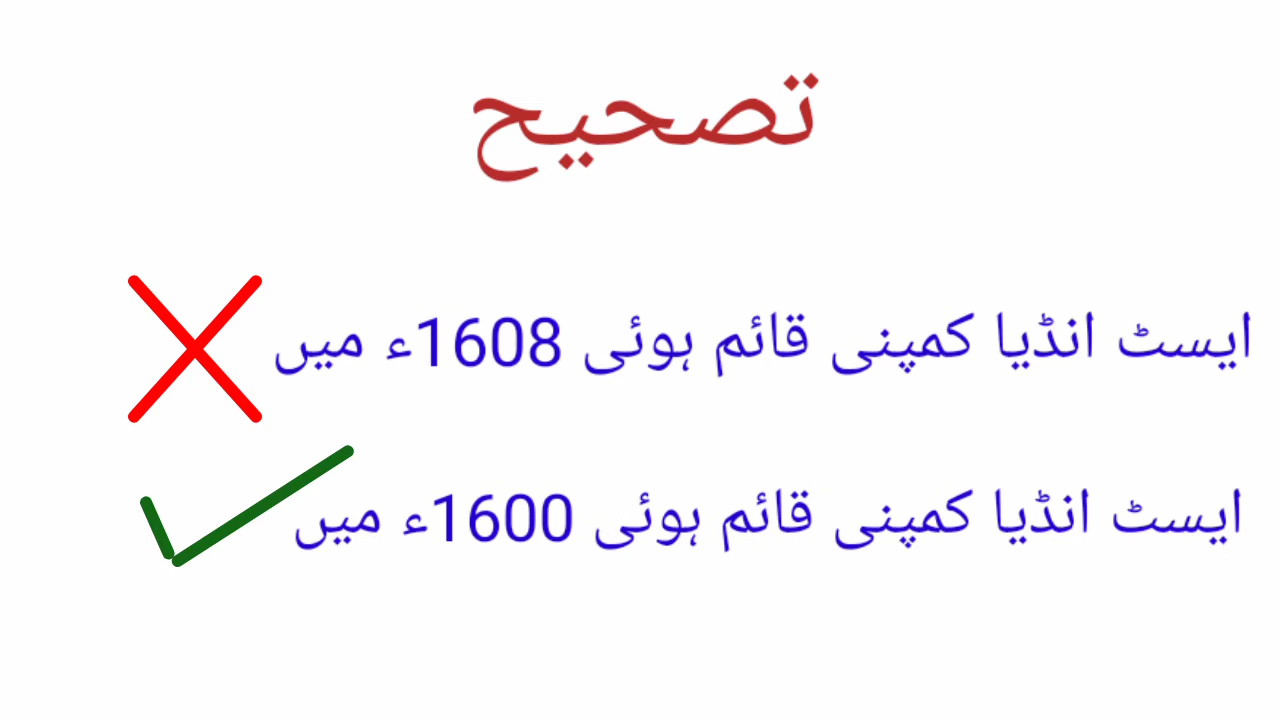 تصحیح
ایسٹ انڈیا کمپنی قائم ہوئی 1608ء میں
ایسٹ انڈیا کمپنی قائم ہوئی 1600ء میں